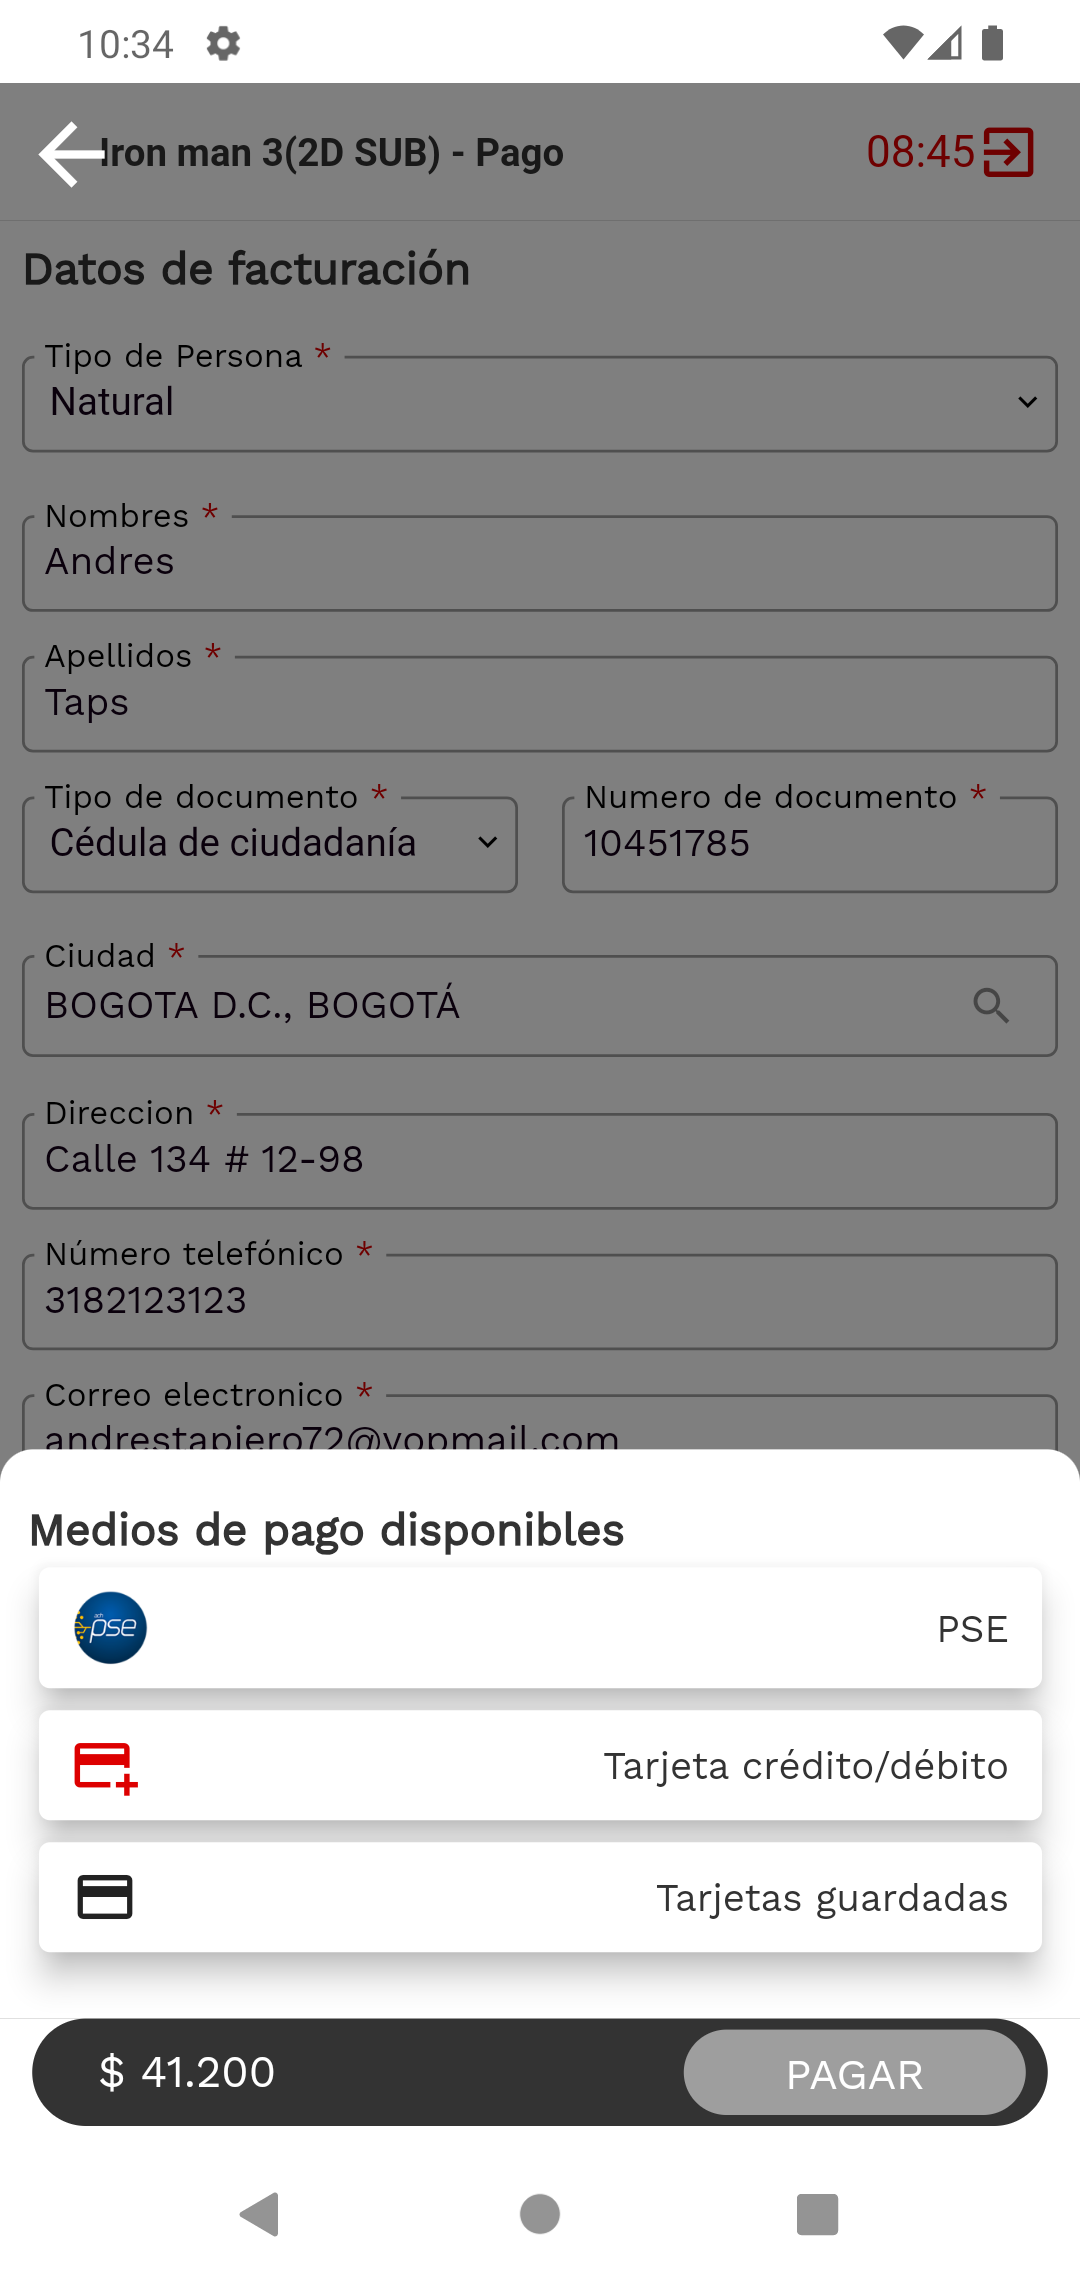 10:34
Iron man 3(2D SUB) - Pago
08:45
Datos de facturación
Tipo de Persona *
Natural
Nombres *
Andres
Apellidos *
Taps
Tipo de documento *
Cédula de ciudadanía
Numero de documento *
10451785
Ciudad *
BOGOTA D.C., BOGOTÁ
Direccion *
Calle 134 # 12-98
Número telefónico *
3182123123
Correo electronico *
andrestapiero72@yopmail.com
Medios de pago disponibles
ach
pse
PSE
Tarjeta crédito/débito
Tarjetas guardadas
$ 41.200
PAGAR